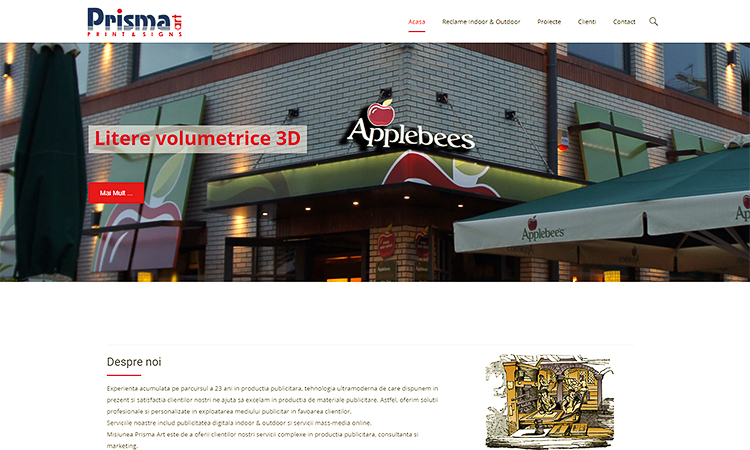 Prisma art
PRINT & SIGNS
Acasa
Reclame Indoor & Outdoor
Proiecte
Clienti
Contact
Litere volumetrice 3D
Applebees
Mai Mult ...
Applebee's
Despre noi
Experienta acumulata pe parcursul a 23 ani in productia publicitara, tehnologia ultramoderna de care dispunem in
prezent si satisfactia clientilor nostri ne ajuta sa excelam in productia de materiale publicitare. Astfel, oferim solutii
profesionale si personalizate in exploatarea mediului publicitar in favoarea clientilor.
Serviciile noastre includ publicitatea digitala indoor & outdoor si servicii mass-media online.
Misiunea Prisma Art este de a oferii clientilor nostri servicii complexe in productia publicitara, consultanta si
marketing.